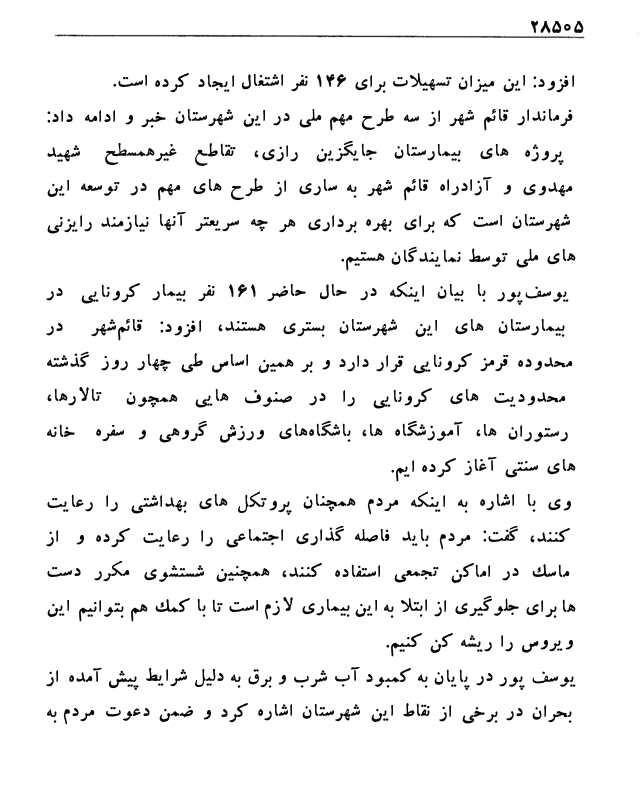 ۲۸۵۰۵
افزود: این میزان تسهیلات برای ۱۴۶ نفر اشتغال ایجاد کرده است.
فرماندار قائم شهر از سه طرح مهم ملی در این شهرستان خبر و ادامه داد:
پروژه های بیمارستان جایگزین رازی، تقاطع غیرهمسطح شهید
مهدوی و آزادراه قائم شهر به ساری از طرح های مهم در توسعه این
شهرستان است که برای بهره برداری هر چه سریعتر آنها نیازمند رایزنی
های ملی توسط نمایندگان هستیم.
یوسف‌پور با بیان اینکه در حال حاضر ۱۶۱ نفر بیمار کرونایی در
بیمارستان های این شهرستان بستری هستند، افزود: قائم‌شهر در
محدوده قرمز کرونایی قرار دارد و بر همین اساس طی چهار روز گذشته
محدودیت های کرونایی را در صنوف هایی همچون تالارها،
رستوران ها، آموزشگاه ها، باشگاه‌های ورزش گروهی و سفره خانه
های سنتی آغاز کرده ایم.
وی با اشاره به اینکه مردم همچنان پروتکل های بهداشتی را رعایت
کنند، گفت: مردم باید فاصله گذاری اجتماعی را رعایت کرده و از
ماسك در اماکن تجمعی استفاده کنند، همچنین شستشوی مکرر دست
ها برای جلوگیری از ابتلا به این بیماری لازم است تا با کمك هم بتوانیم این
ویروس را ریشه کن کنیم.
یوسف پور در پایان به کمبود آب شرب و برق به دلیل شرایط پیش آمده از
بحران در برخی از نقاط این شهرستان اشاره کرد و ضمن دعوت مردم به